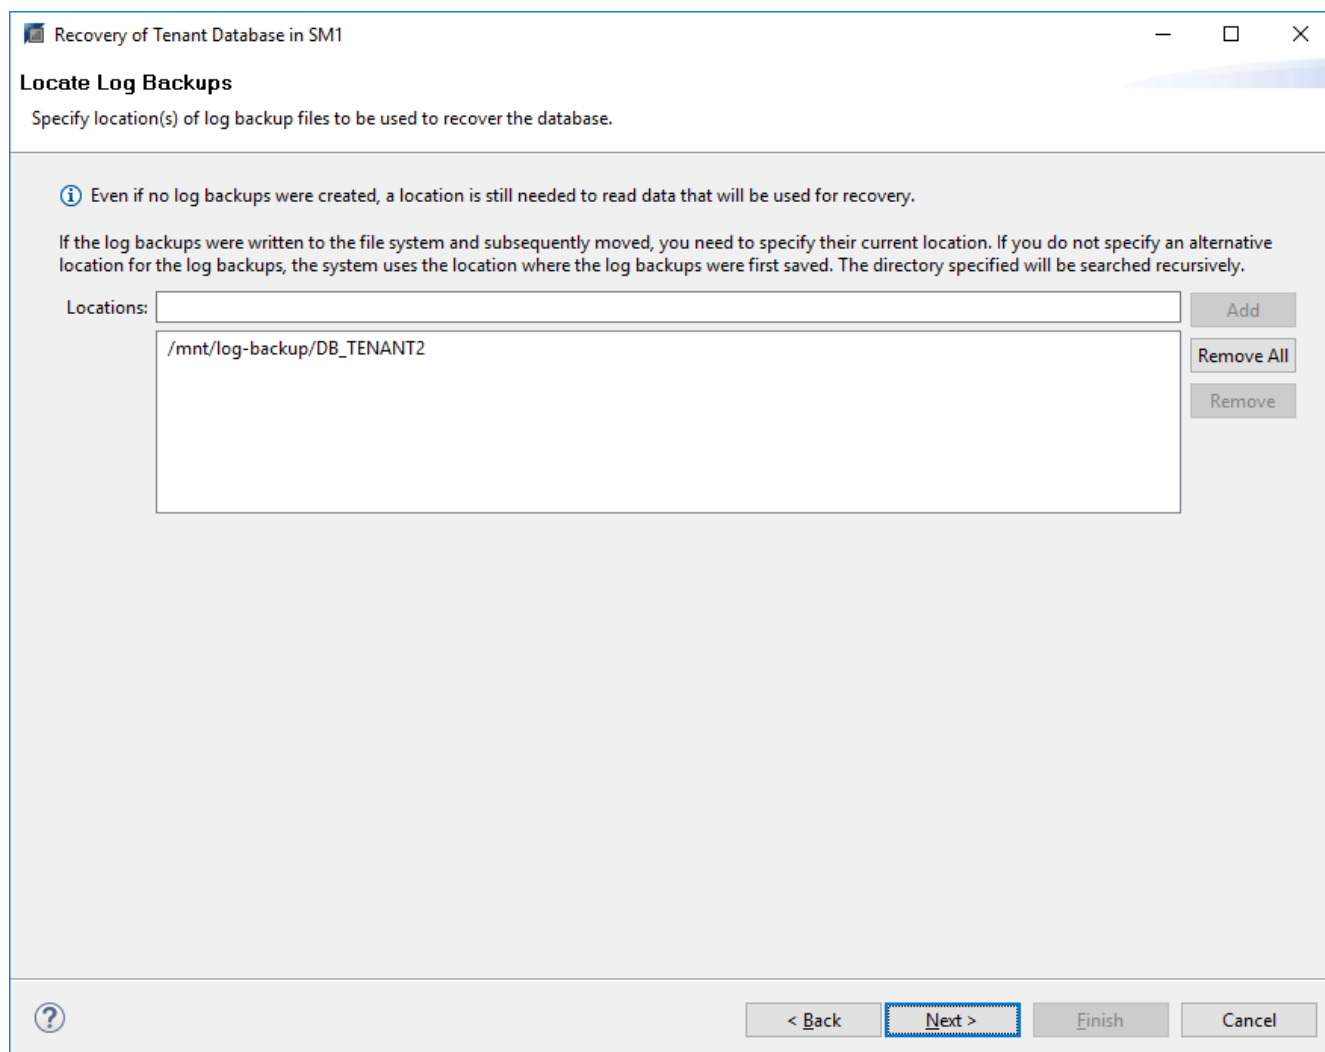 Recovery of Tenant Database in SM1
Locate Log Backups
Specify location(s) of log backup files to be used to recover the database.
Even if no log backups were created, a location is still needed to read data that will be used for recovery.
If the log backups were written to the file system and subsequently moved, you need to specify their current location. If you do not specify an alternative
location for the log backups, the system uses the location where the log backups were first saved. The directory specified will be searched recursively.
Locations:
Add
/mnt/log-backup/DB_TENANT2
Remove All
Remove
< Back
Next >
Finish
Cancel